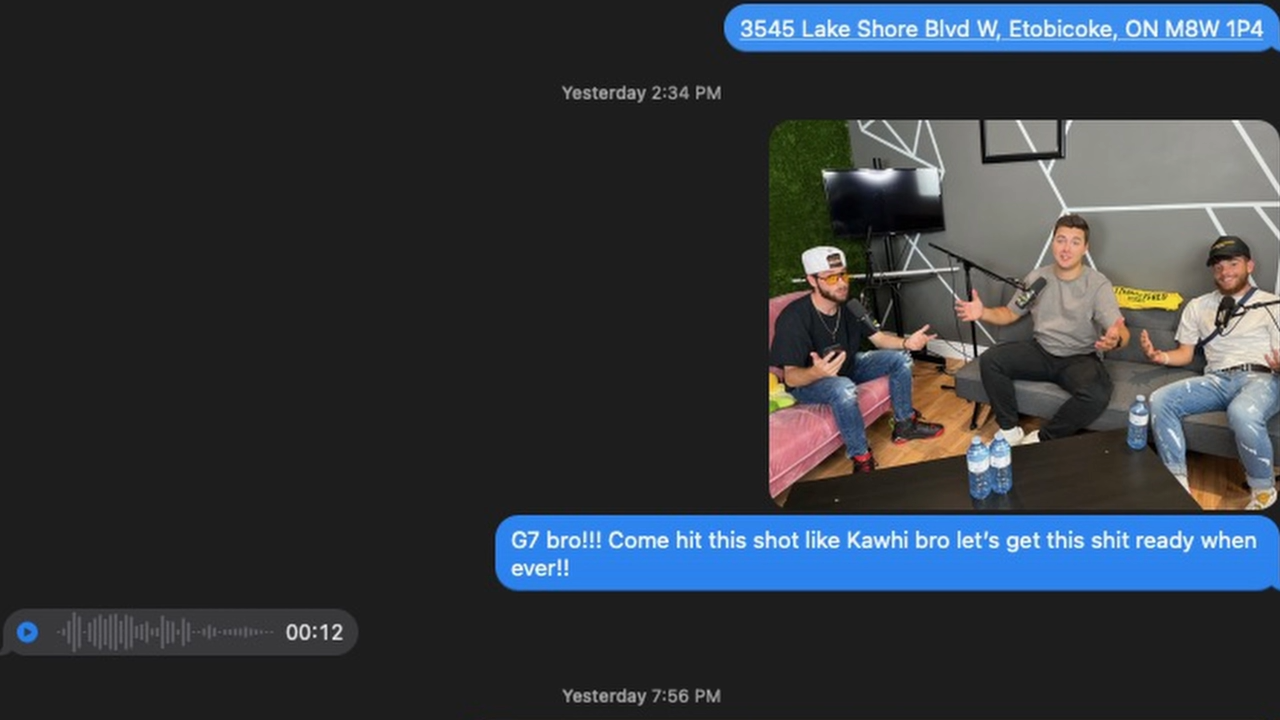 3545 Lake Shore Blvd W, Etobicoke, ON M8W 1P4
Yesterday 2:34 PM
G7 bro!!! Come hit this shot like Kawhi bro let’s get this shit ready when
ever!!
00:12
Yesterday 7:56 PM